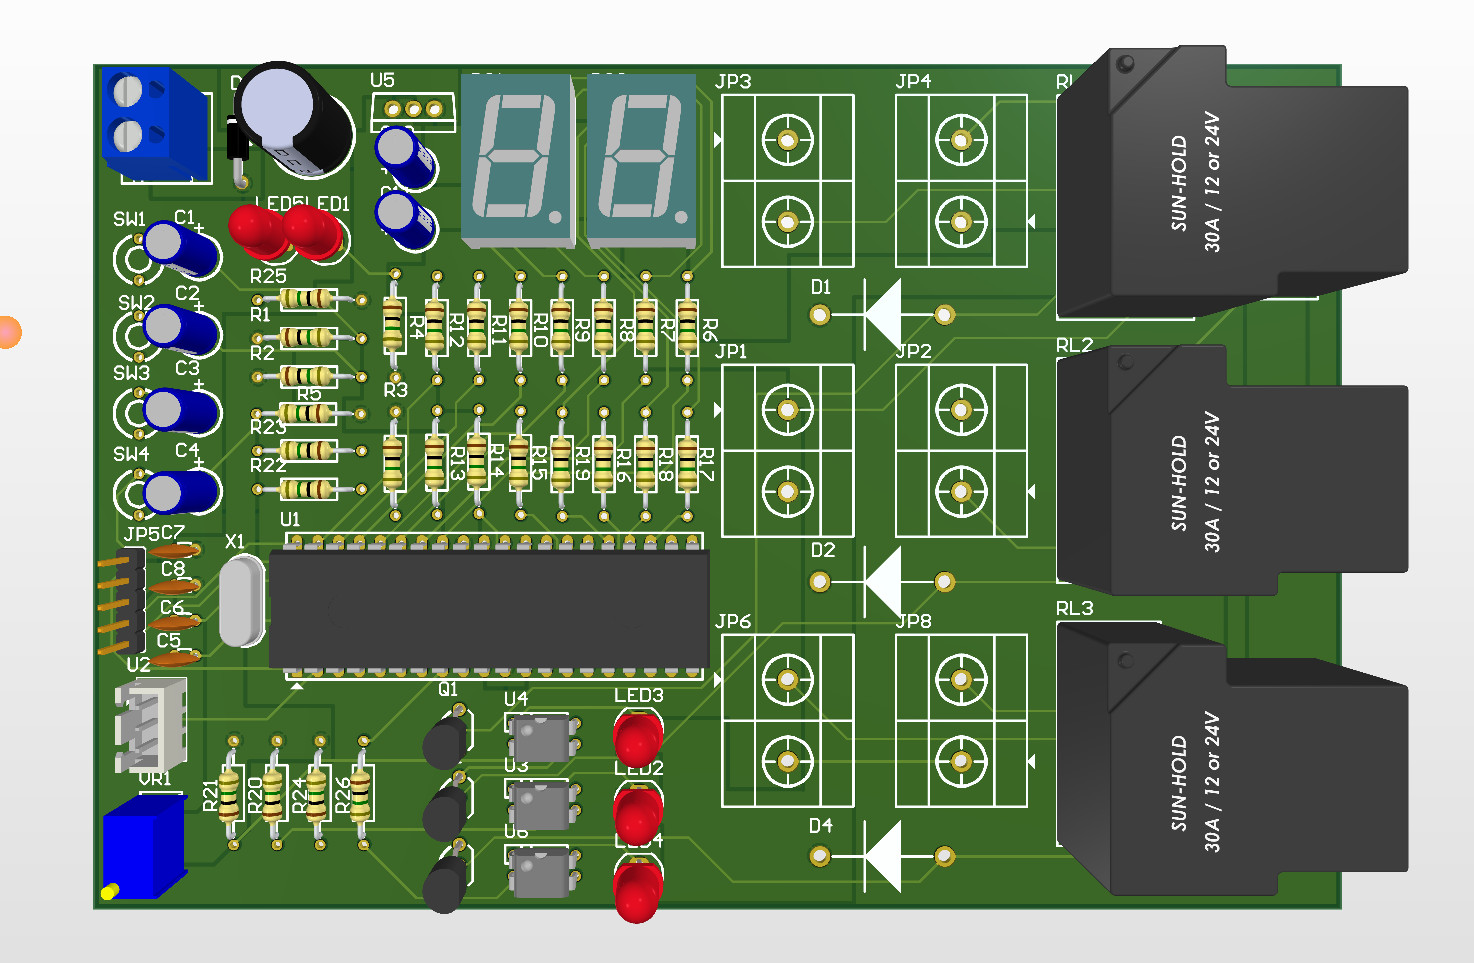 D
U5
JP3
JP4
RL
SUN-HOLD
30A / 12 or 24V
SW1
C1
+
LED5
LED1
R25
R1
SW2
C2
+
R2
SW3
C3
+
R5
R23
R22
SW4
C4
+
R4
R12
R11
R10
R9
R8
R7
R6
R3
R13
R14
R15
R19
R16
R18
R17
D1
JP1
JP2
RL2
SUN-HOLD
30A / 12 or 24V
JP5
C7
X1
U1
C8
C6
C5
U2
D2
JP6
JP8
RL3
SUN-HOLD
30A / 12 or 24V
Q1
U4
LED3
VR1
R21
R20
R24
R26
U3
LED2
D4